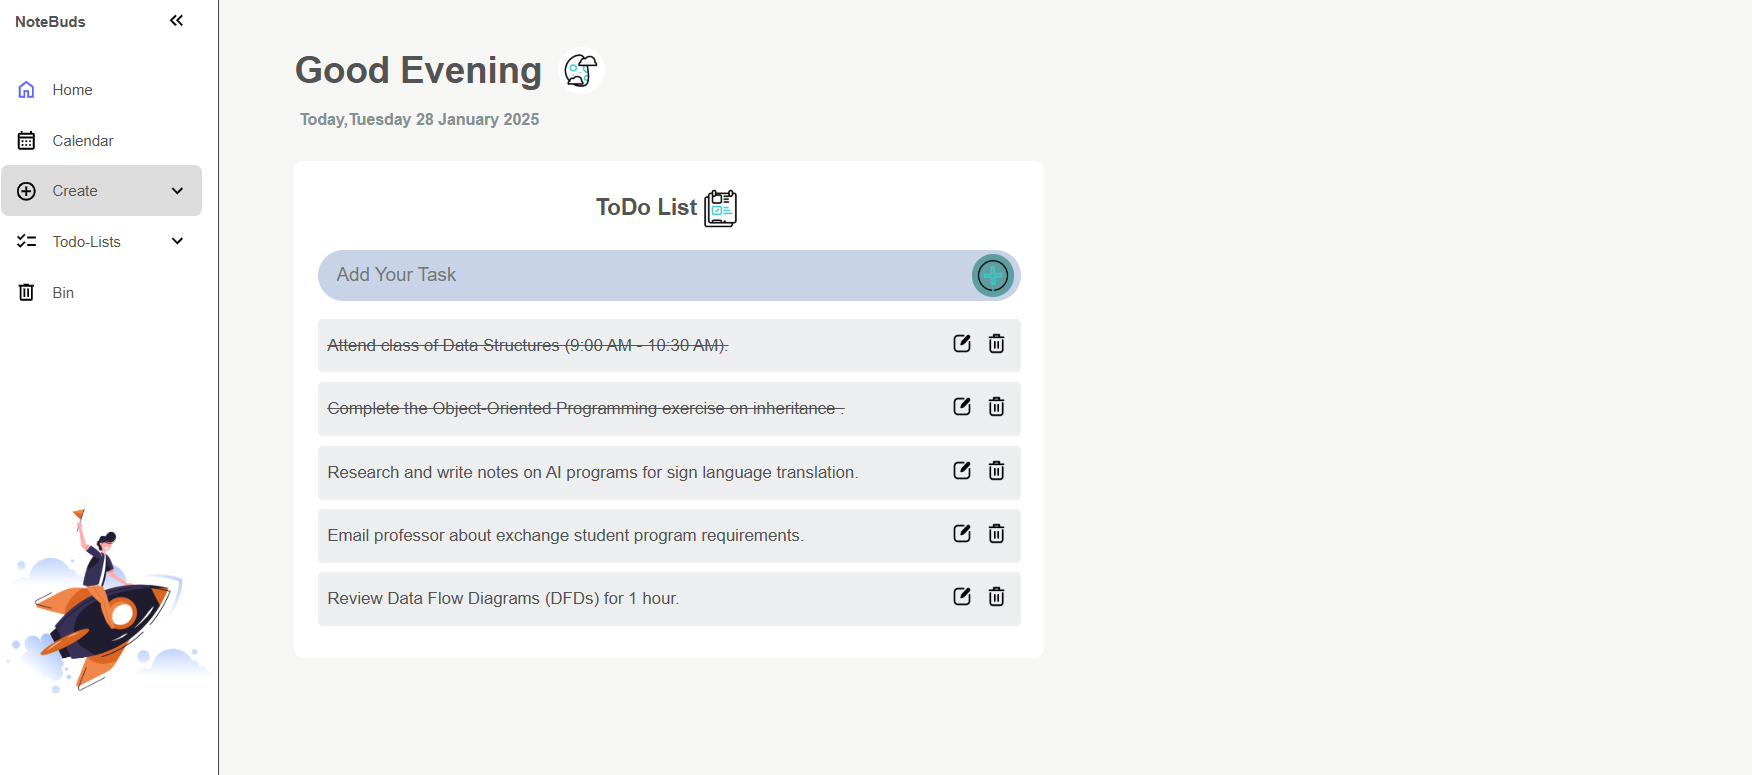 NoteBuds
Home
Calendar
Create
Todo-Lists
Bin
Good Evening
Today,Tuesday 28 January 2025
ToDo List
Add Your Task
Attend class of Data Structures (9:00 AM - 10:30 AM).
Complete the Object-Oriented Programming exercise on inheritance .
Research and write notes on AI programs for sign language translation.
Email professor about exchange student program requirements.
Review Data Flow Diagrams (DFDs) for 1 hour.